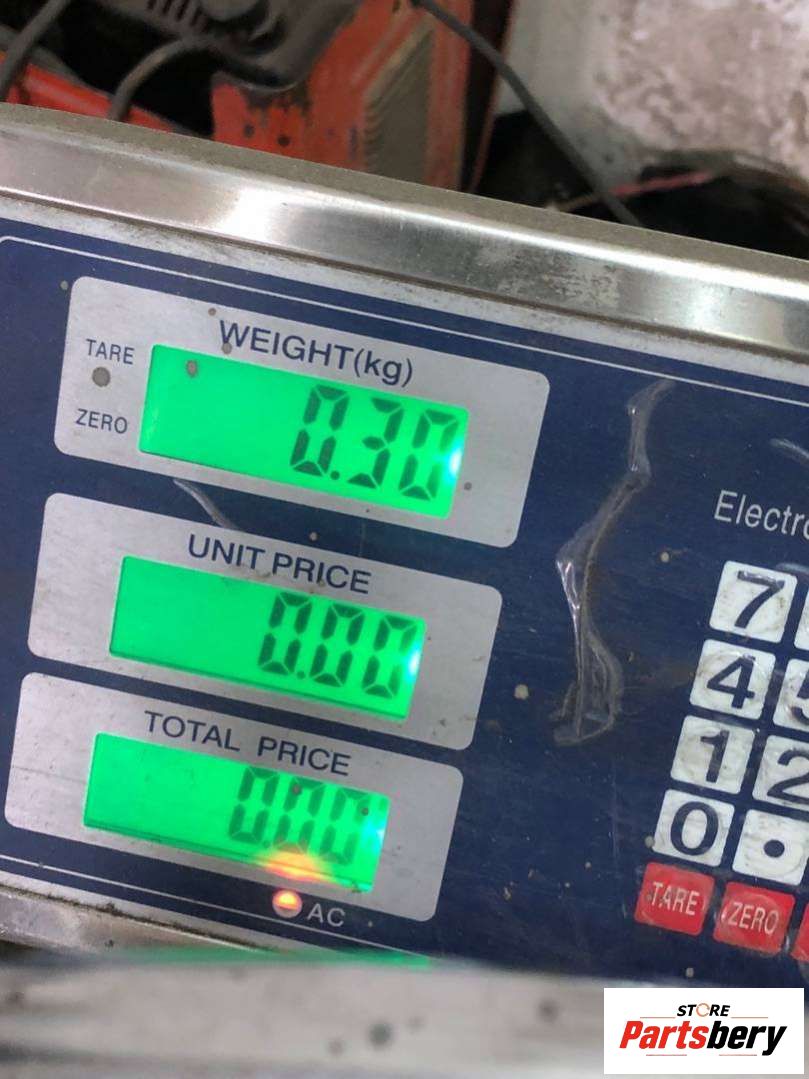 WEIGHT(kg)
TARE
ZERO
0.30
UNIT PRICE
0.00
TOTAL PRICE
0.00
AC
7
4
1
2
0
.
TARE
ZERO
STORE
Partsbery